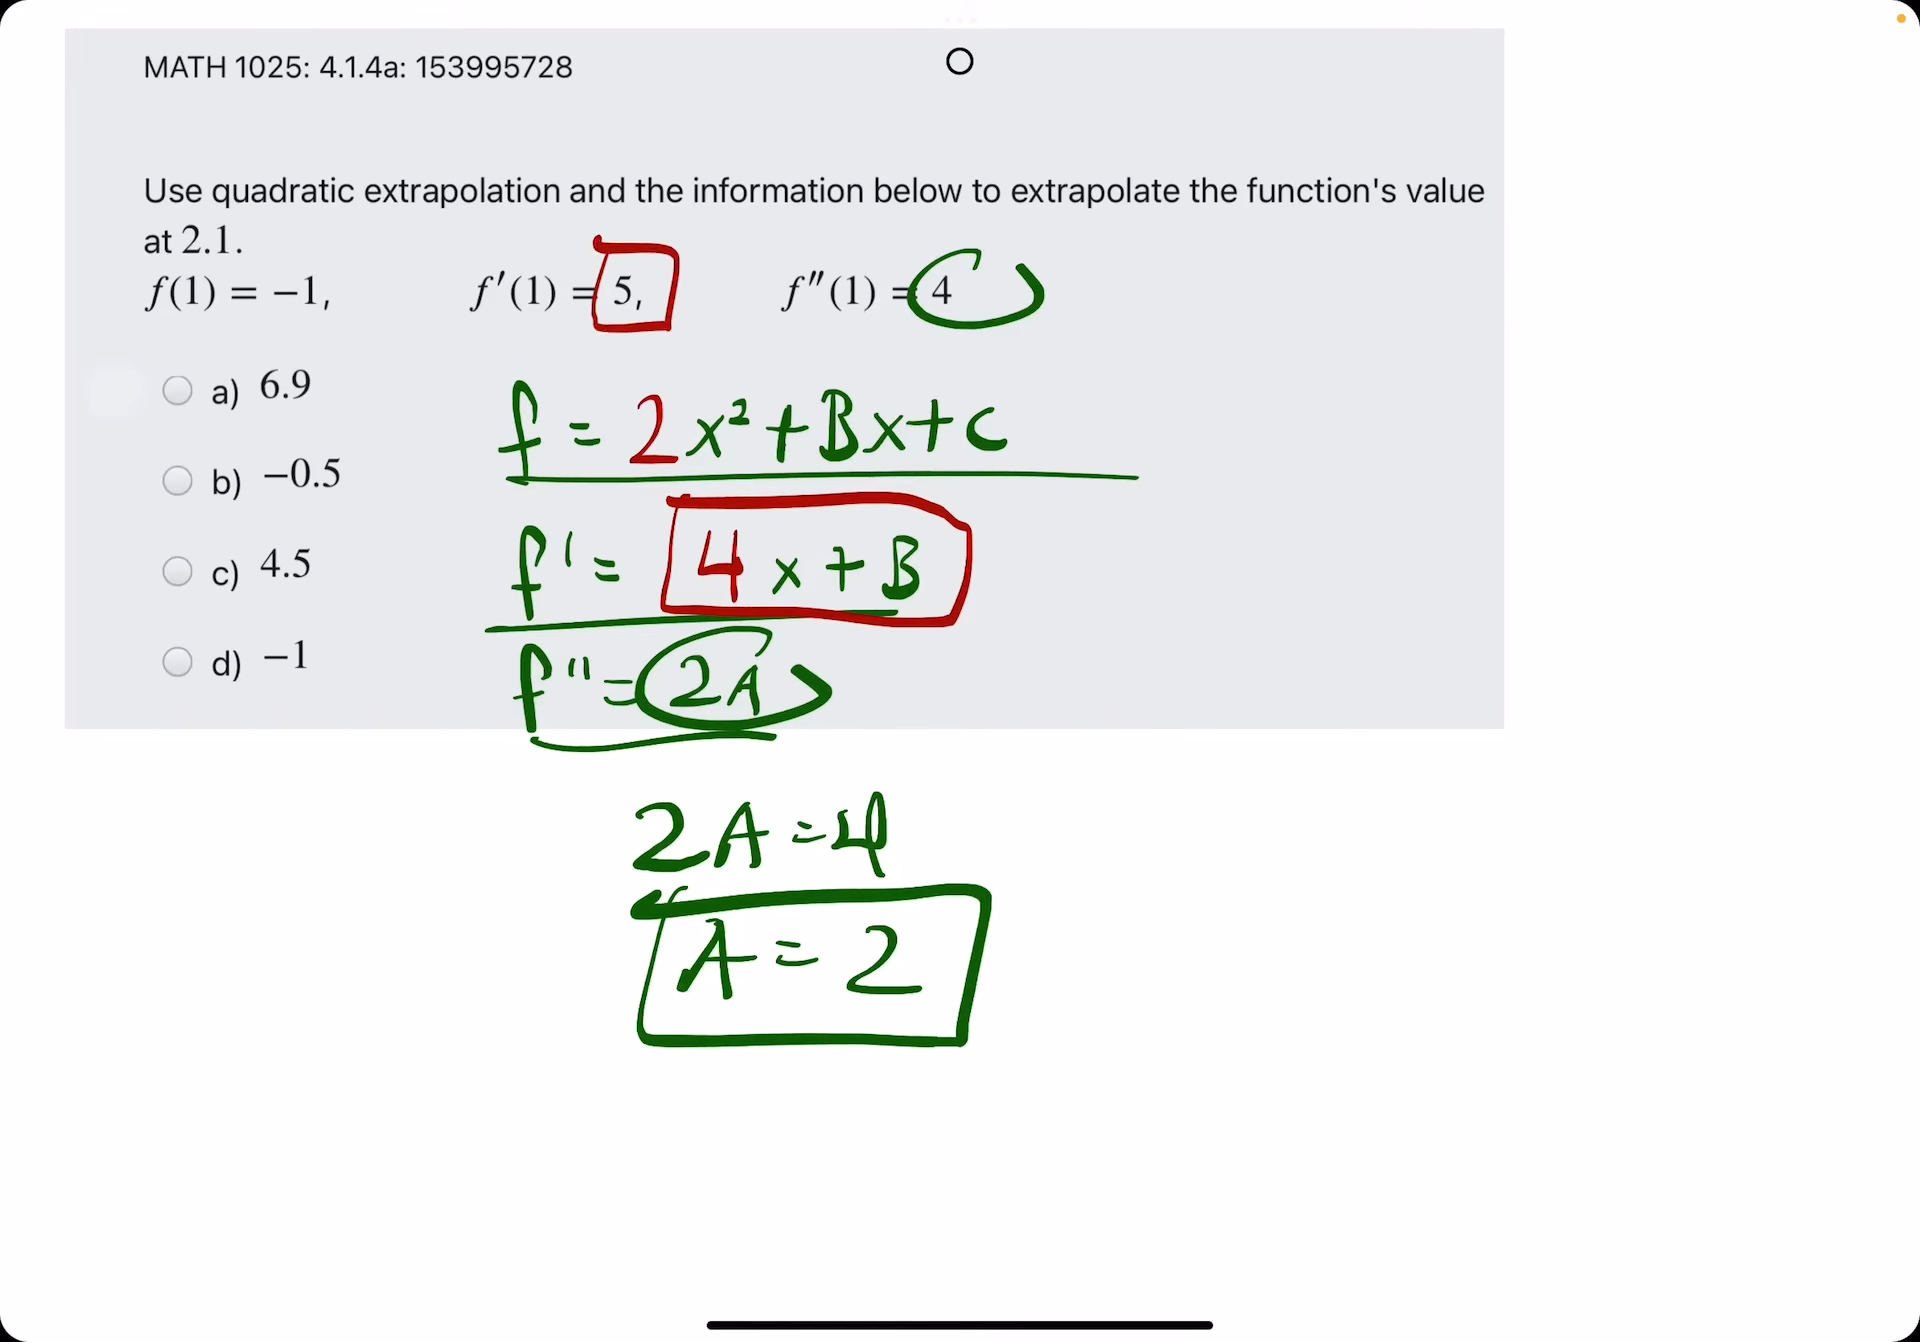 MATH 1025: 4.1.4a: 153995728
Use quadratic extrapolation and the information below to extrapolate the function's value
at 2.1.
f(1) = −1, f′(1) = 5, f″(1) = 4
a) 6.9
b) −0.5
c) 4.5
d) −1
f = 2x² + Bx + C
f' = 4x + B
f" = 2A
2A = 4
A = 2